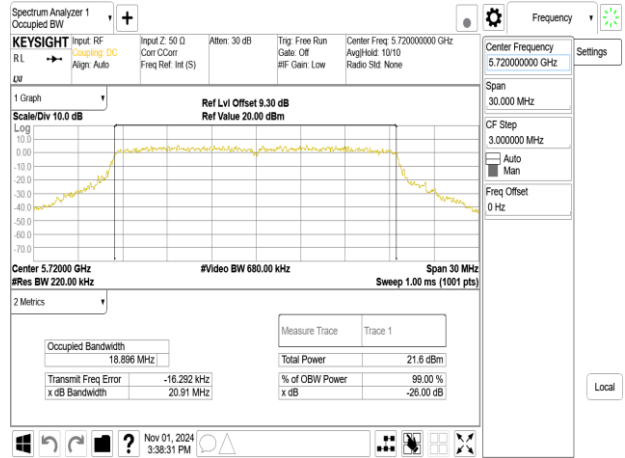 Spectrum Analyzer 1
Occupied BW
+
Frequency
KEYSIGHT
RL
LXI
Input: RF
Coupling: DC
Align: Auto
Input Z: 50 Ω
Corr CCorr
Freq Ref: Int (S)
Atten: 30 dB
Trig: Free Run
Gate: Off
#IF Gain: Low
Center Freq: 5.720000000 GHz
Avg|Hold: 10/10
Radio Std: None
Center Frequency
5.720000000 GHz
Settings
Span
30.000 MHz
CF Step
3.000000 MHz
Auto
Man
Freq Offset
0 Hz
Local
1 Graph
Scale/Div 10.0 dB
Ref Lvl Offset 9.30 dB
Ref Value 20.00 dBm
Log
10.0
0.00
-10.0
-20.0
-30.0
-40.0
-50.0
-60.0
-70.0
Center 5.72000 GHz
#Video BW 680.00 kHz
Span 30 MHz
#Res BW 220.00 kHz
Sweep 1.00 ms (1001 pts)
2 Metrics
Measure Trace Trace 1
Occupied Bandwidth
18.896 MHz
Total Power 21.6 dBm
Transmit Freq Error -16.292 kHz
% of OBW Power 99.00 %
x dB Bandwidth 20.91 MHz
x dB -26.00 dB
?
Nov 01, 2024
3:38:31 PM